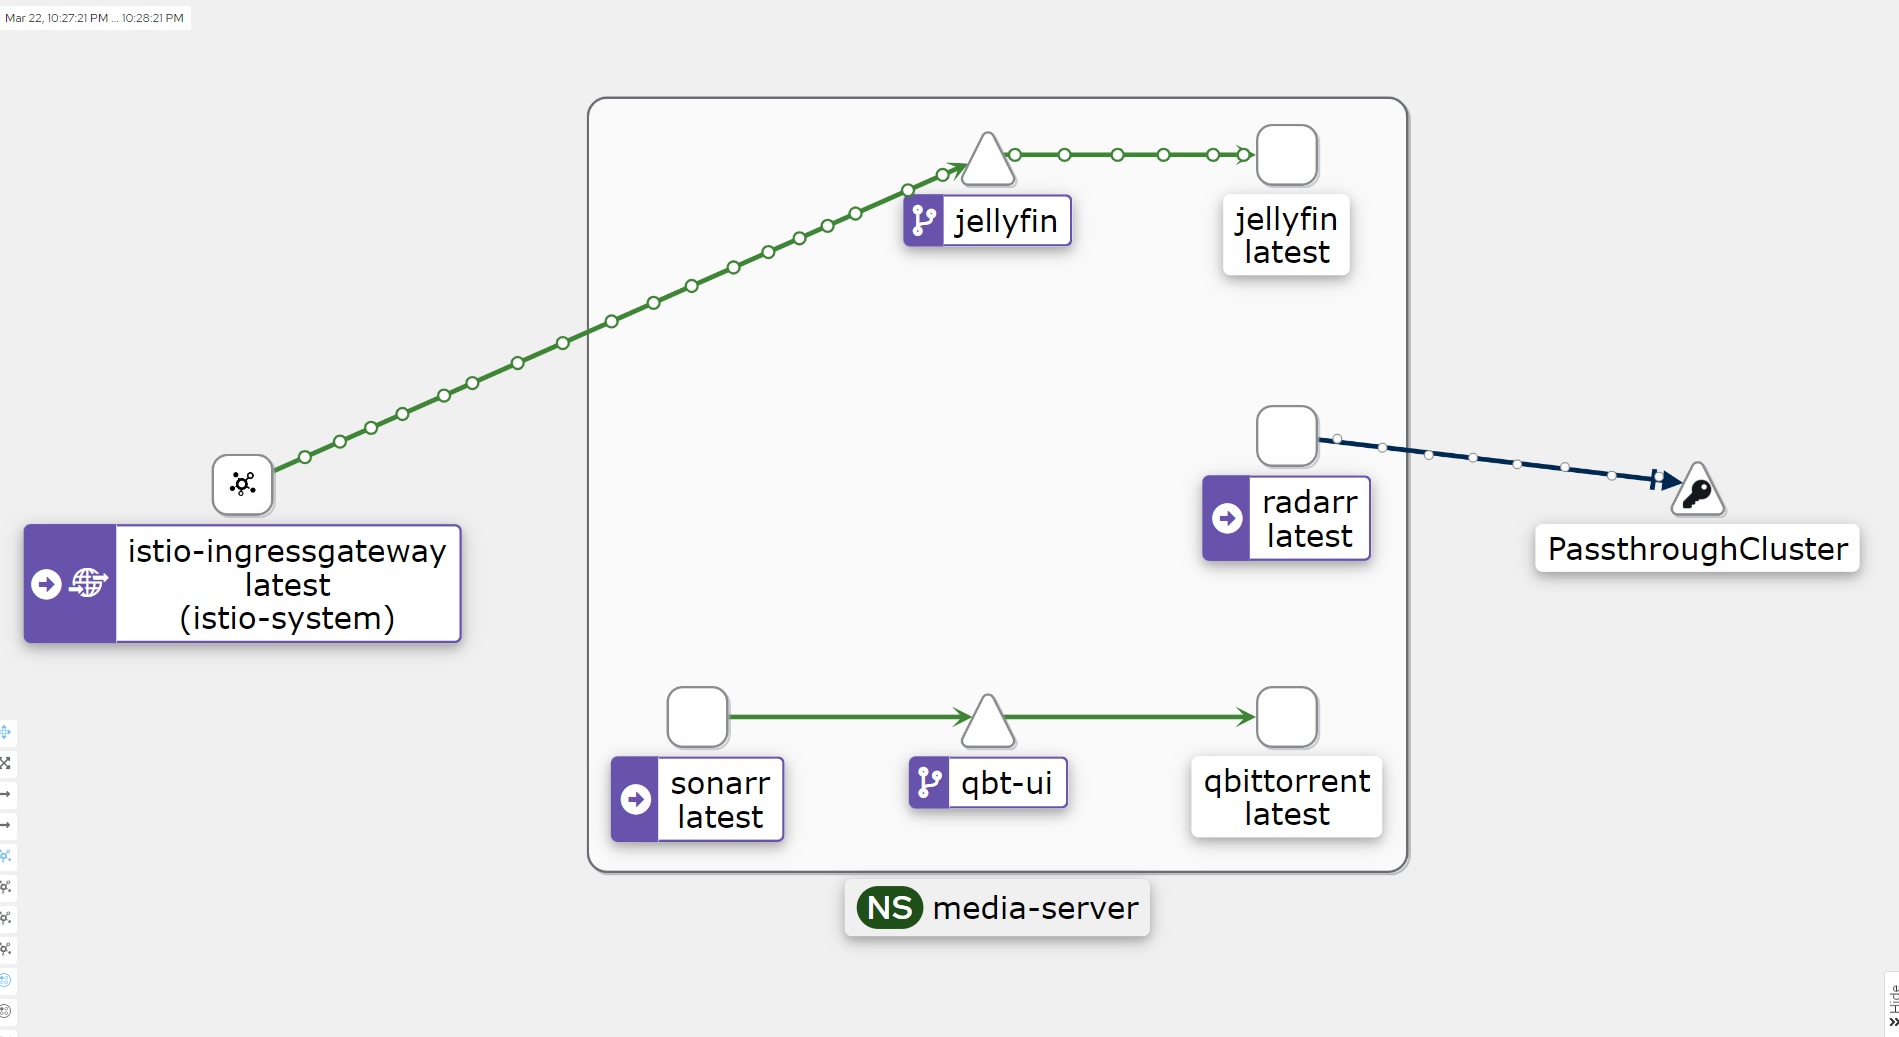 Mar 22, 10:27:21 PM ... 10:28:21 PM
jellyfin
jellyfin
latest
istio-ingressgateway
latest
(istio-system)
radarr
latest
PassthroughCluster
sonarr
latest
qbt-ui
qbittorrent
latest
NS media-server
Hide